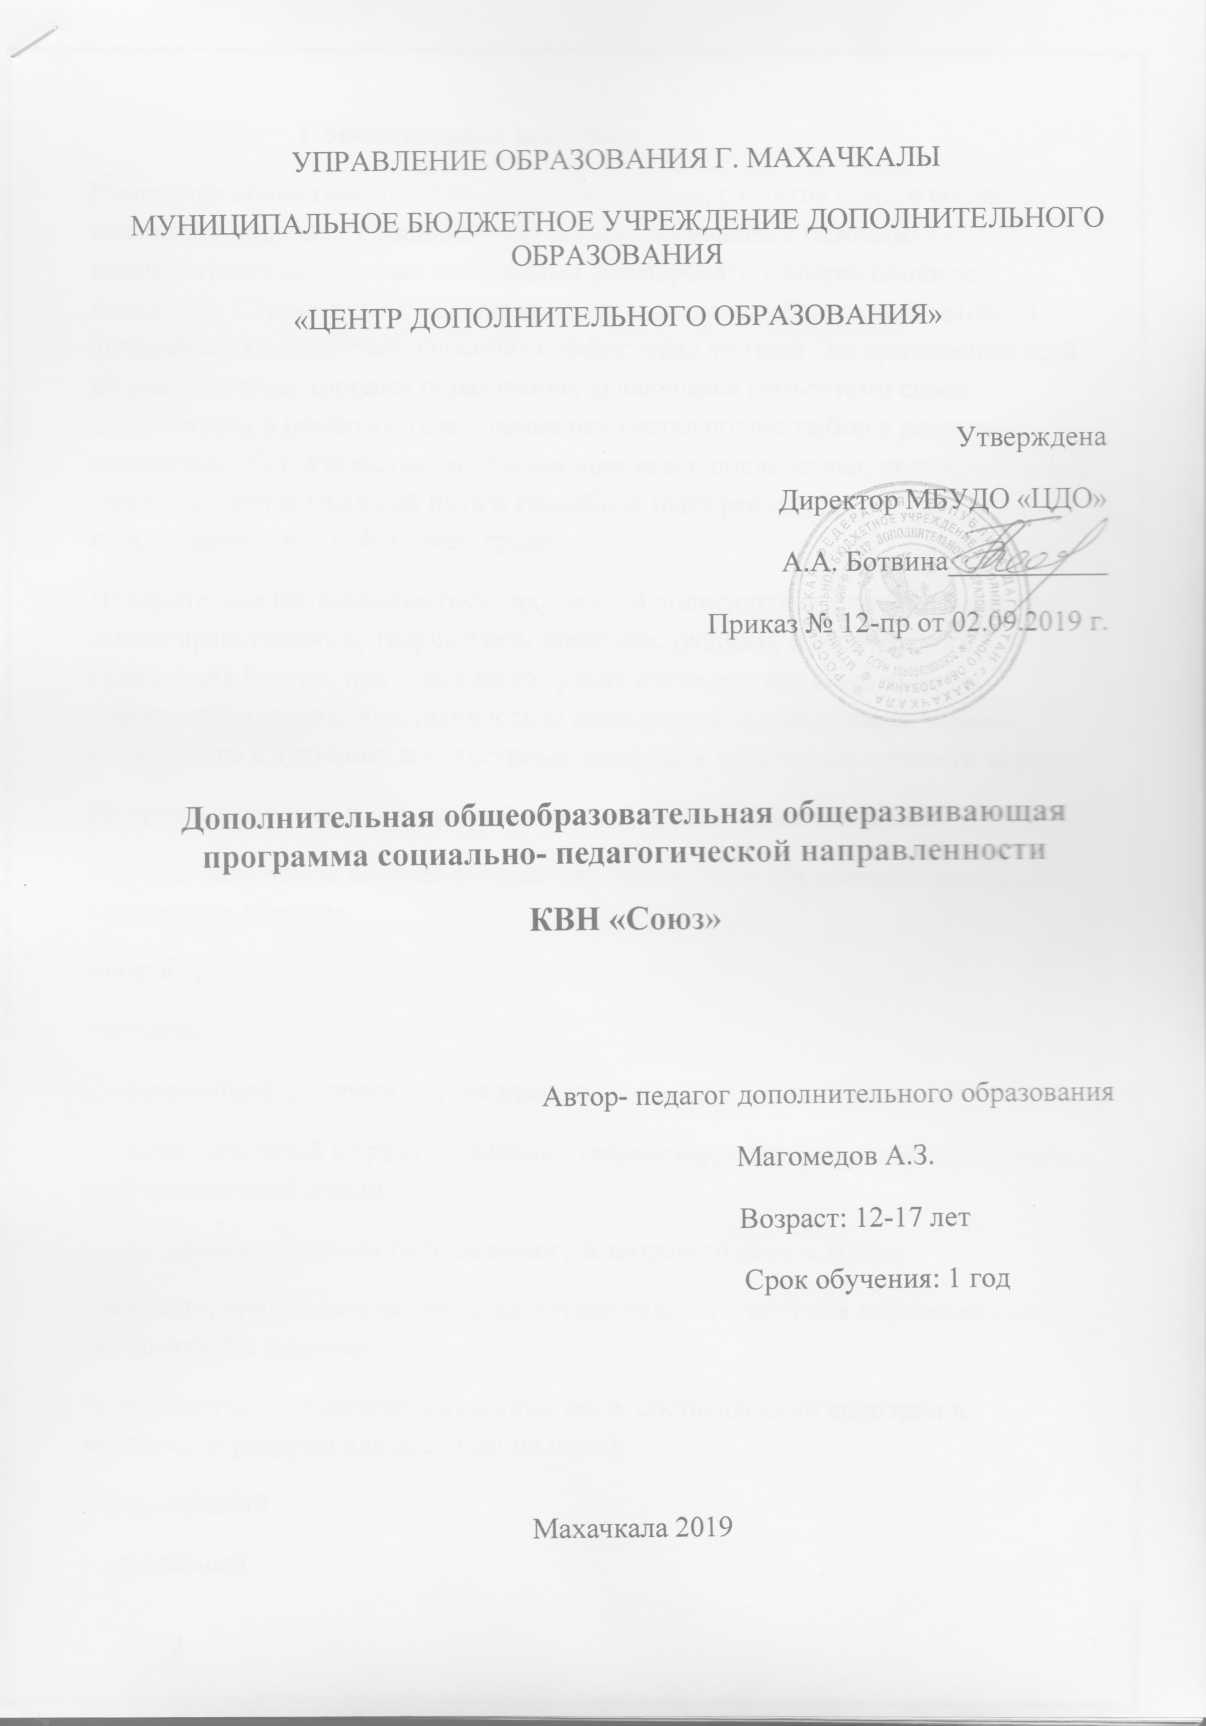 УПРАВЛЕНИЕ ОБРАЗОВАНИЯ Г. МАХАЧКАЛЫ
МУНИЦИПАЛЬНОЕ БЮДЖЕТНОЕ УЧРЕЖДЕНИЕ ДОПОЛНИТЕЛЬНОГО
ОБРАЗОВАНИЯ
«ЦЕНТР ДОПОЛНИТЕЛЬНОГО ОБРАЗОВАНИЯ»
Утверждена
Директор МБУДО «ЦДО»
А.А. Ботвина
Приказ № 12-пр от 02.09.2019 г.
Дополнительная общеобразовательная общеразвивающая
программа социально- педагогической направленности
КВН «Союз»
Автор- педагог дополнительного образования
Магомедов А.З.
Возраст: 12-17 лет
Срок обучения: 1 год
Махачкала 2019